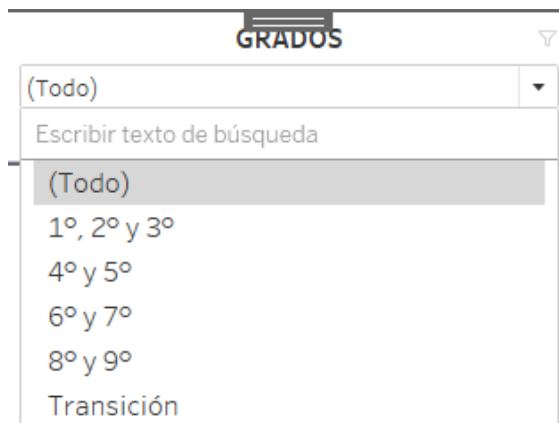 GRADOS
(Todo)
Escribir texto de búsqueda
(Todo)
1º, 2º y 3º
4º y 5º
6º y 7º
8º y 9º
Transición